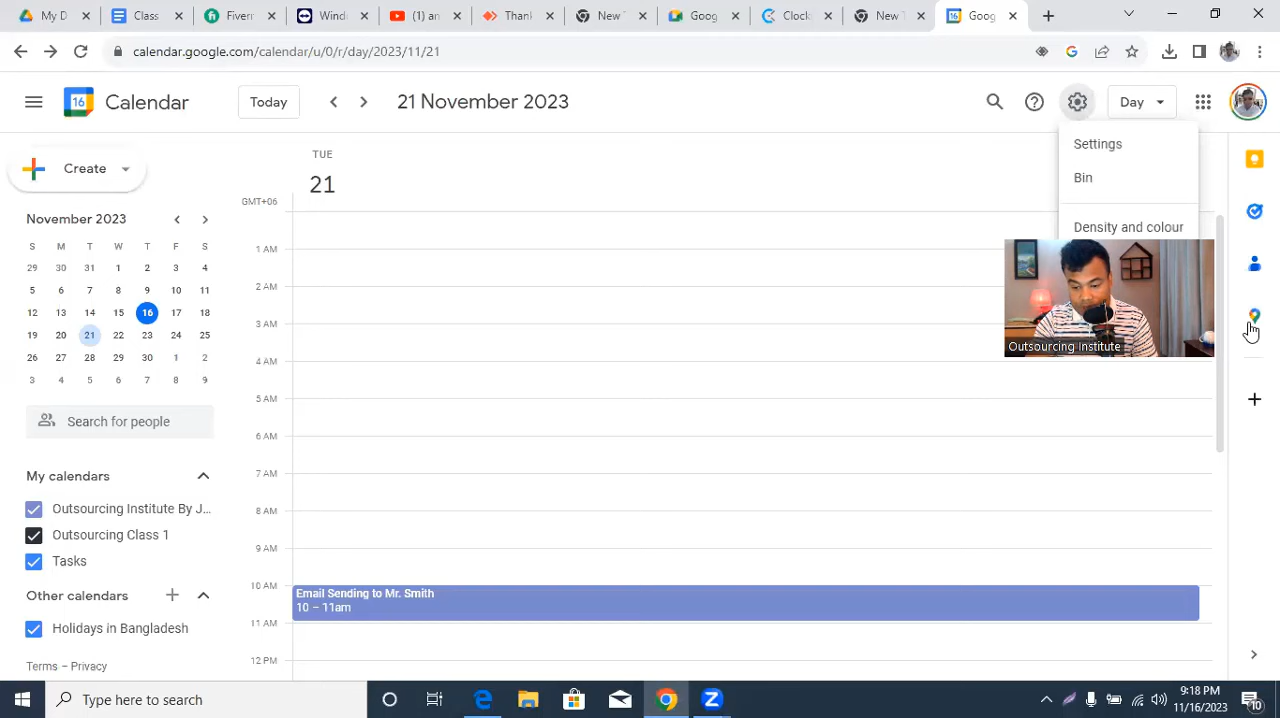 My
Class
Fiverr
Wind
(1) an
Thank
New
Goog
Clock
New T
Goog
calendar.google.com/calendar/u/0/r/day/2023/11/21
16
Calendar
Today
21 November 2023
Day
Settings
Bin
Density and colour
Create
TUE
21
GMT+06
November 2023
S M T W T F S
29 30 31 1 2 3 4
5 6 7 8 9 10 11
12 13 14 15 16 17 18
19 20 21 22 23 24 25
26 27 28 29 30 1 2
3 4 5 6 7 8 9
Search for people
My calendars
Outsourcing Institute By J...
Outsourcing Class 1
Tasks
Other calendars
Holidays in Bangladesh
Terms – Privacy
1 AM
2 AM
3 AM
4 AM
5 AM
6 AM
7 AM
8 AM
9 AM
10 AM
11 AM
12 PM
Email Sending to Mr. Smith
10 – 11am
Outsourcing Institute
Type here to search
9:18 PM
11/16/2023
10